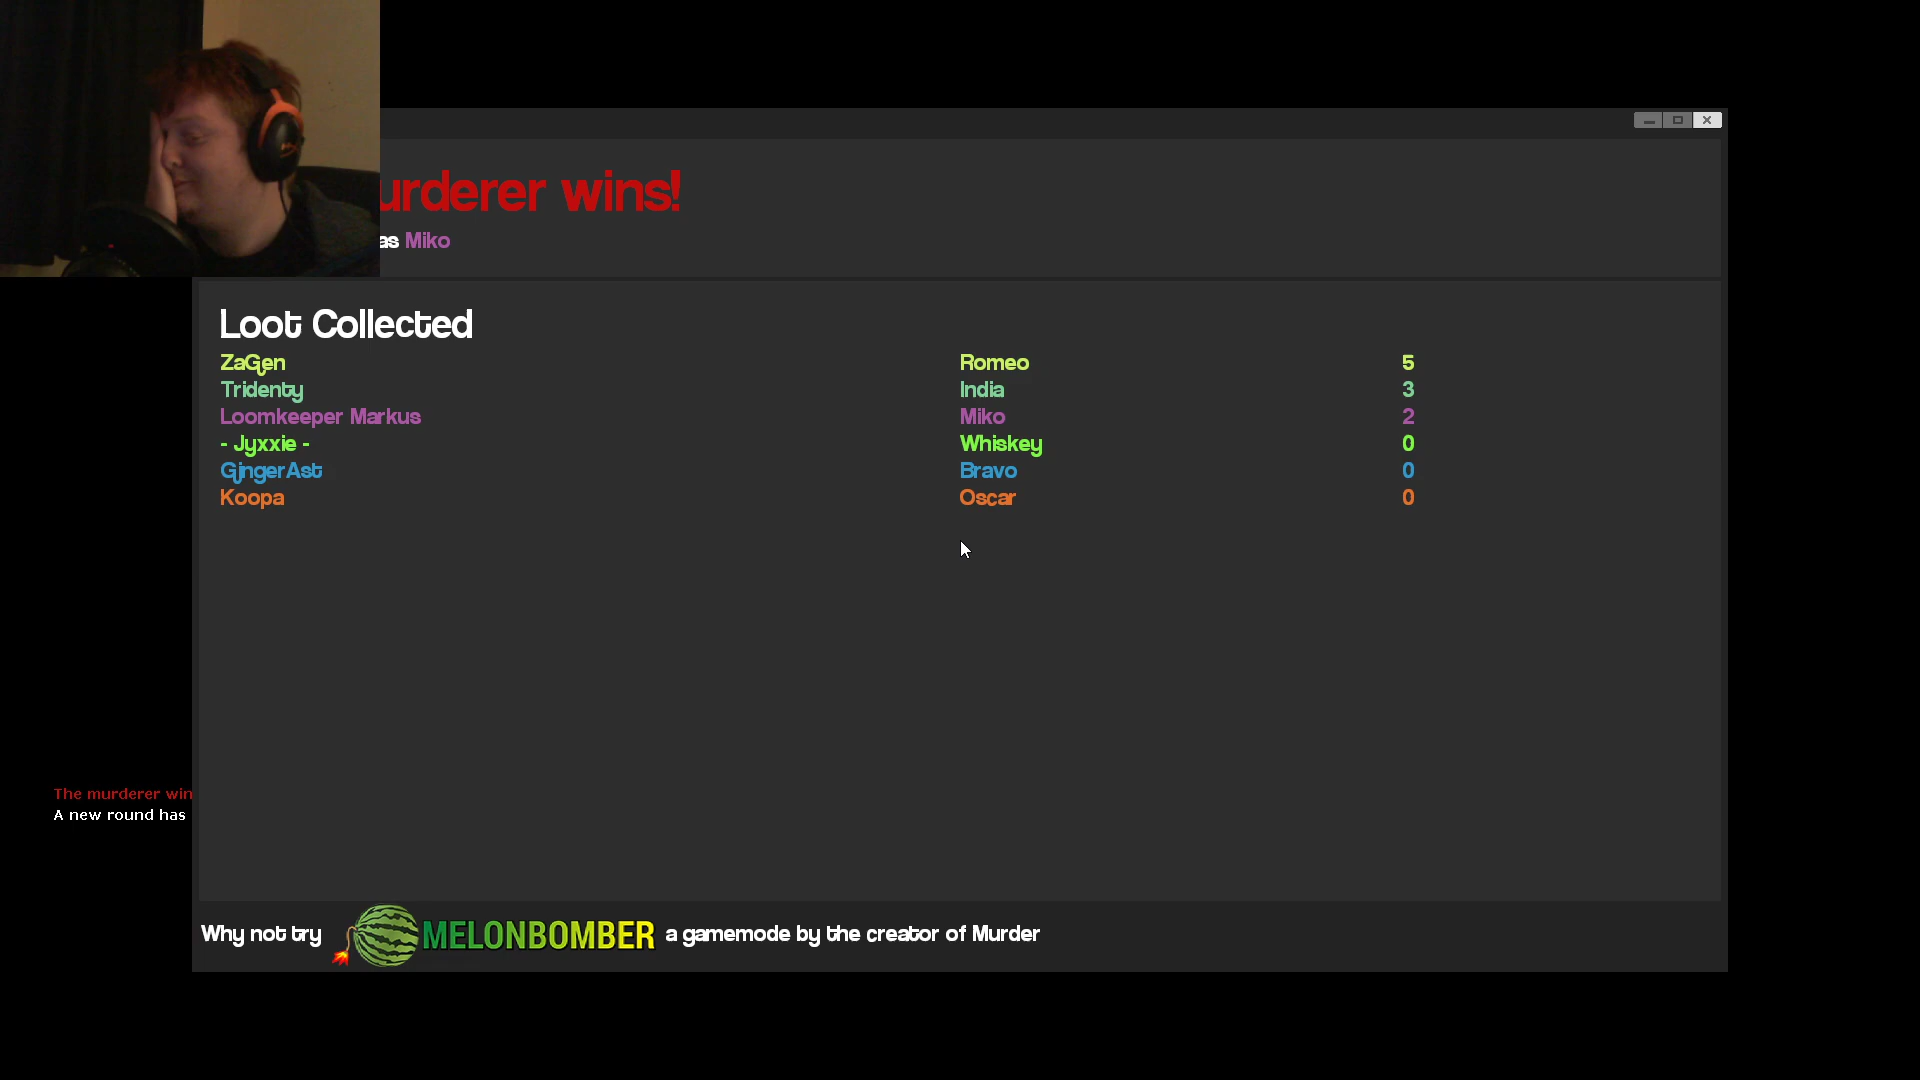 urderer wins!
as Miko
Loot Collected
ZaGen Romeo 5
Tridenty India 3
Loomkeeper Markus Miko 2
- Jyxxie - Whiskey 0
GingerAst Bravo 0
Koopa Oscar 0
The murderer win
A new round has
Why not try MELONBOMBER a gamemode by the creator of Murder